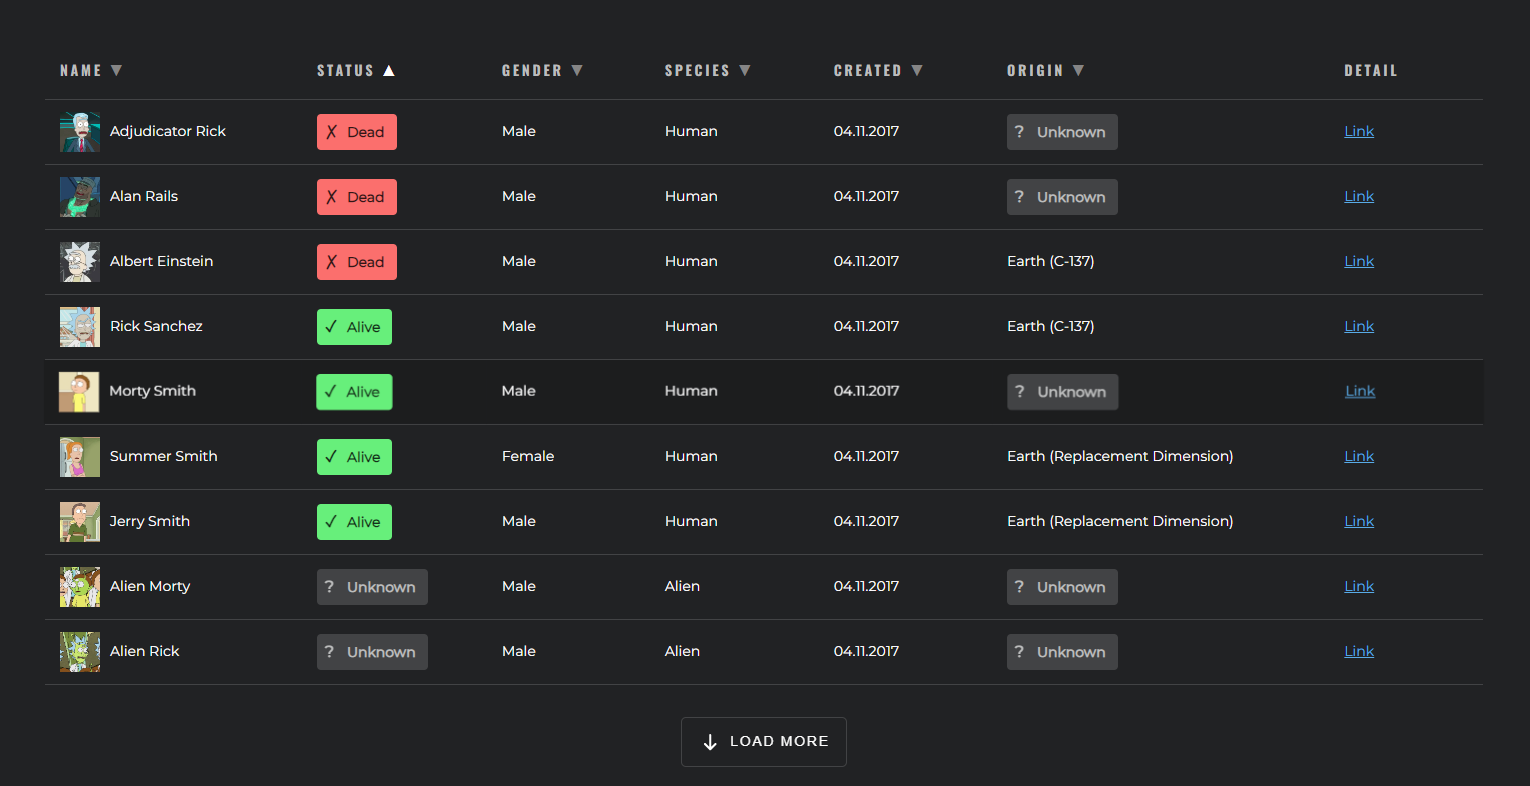 NAME ▼ STATUS ▲ GENDER ▼ SPECIES ▼ CREATED ▼ ORIGIN ▼ DETAIL
Adjudicator Rick ✗ Dead Male Human 04.11.2017 ? Unknown Link
Alan Rails ✗ Dead Male Human 04.11.2017 ? Unknown Link
Albert Einstein ✗ Dead Male Human 04.11.2017 Earth (C-137) Link
Rick Sanchez ✓ Alive Male Human 04.11.2017 Earth (C-137) Link
Morty Smith ✓ Alive Male Human 04.11.2017 ? Unknown Link
Summer Smith ✓ Alive Female Human 04.11.2017 Earth (Replacement Dimension) Link
Jerry Smith ✓ Alive Male Human 04.11.2017 Earth (Replacement Dimension) Link
Alien Morty ? Unknown Male Alien 04.11.2017 ? Unknown Link
Alien Rick ? Unknown Male Alien 04.11.2017 ? Unknown Link
↓ LOAD MORE